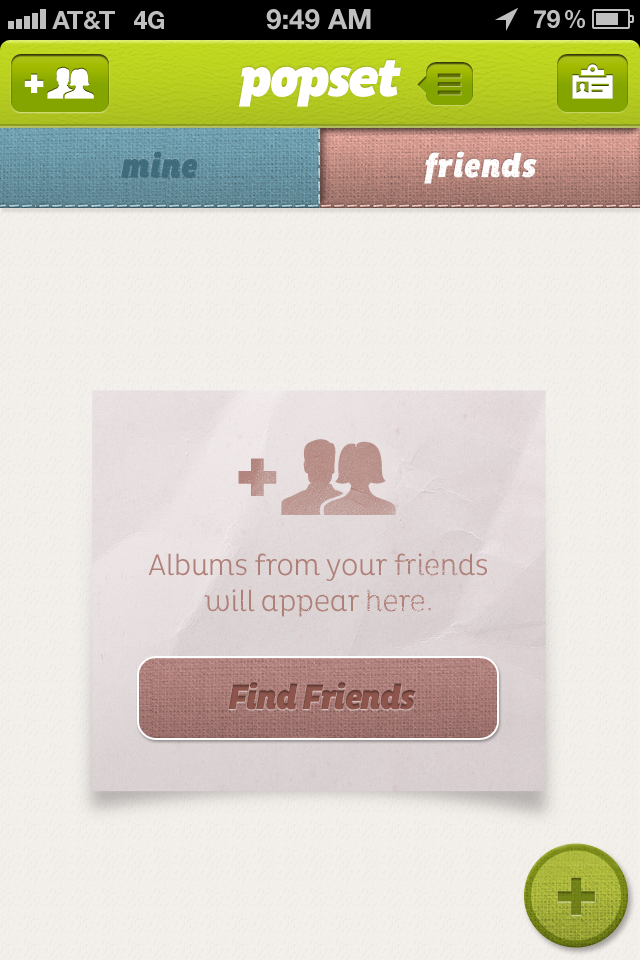 AT&T 4G 9:49 AM 79%
popset
mine friends
Albums from your friends
will appear here.
Find Friends